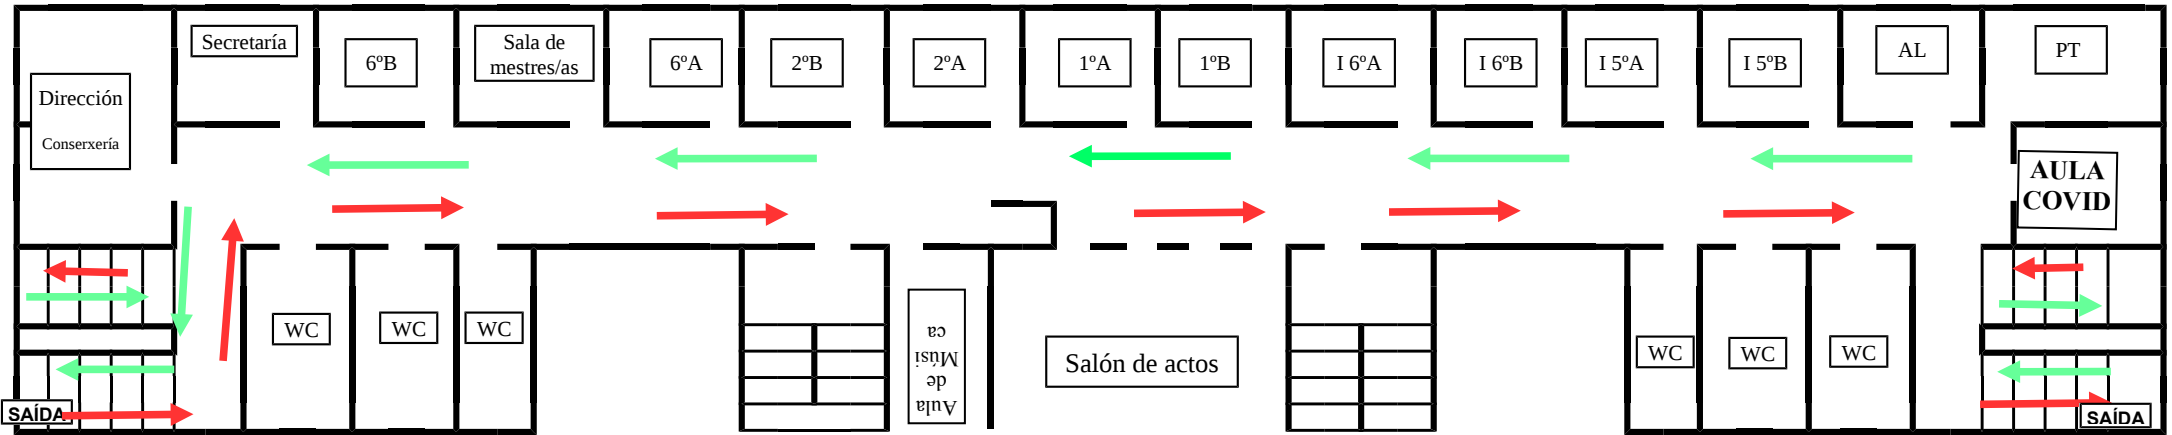 Secretaría
6ºB
Sala de
mestres/as
6ºA
2ºB
2ºA
1ºA
1ºB
I 6ºA
I 6ºB
I 5ºA
I 5ºB
AL
PT
Dirección
Conserxería
AULA
COVID
WC
WC
WC
Aula
de
Músi
ca
Salón de actos
WC
WC
WC
SAÍDA
SAÍDA